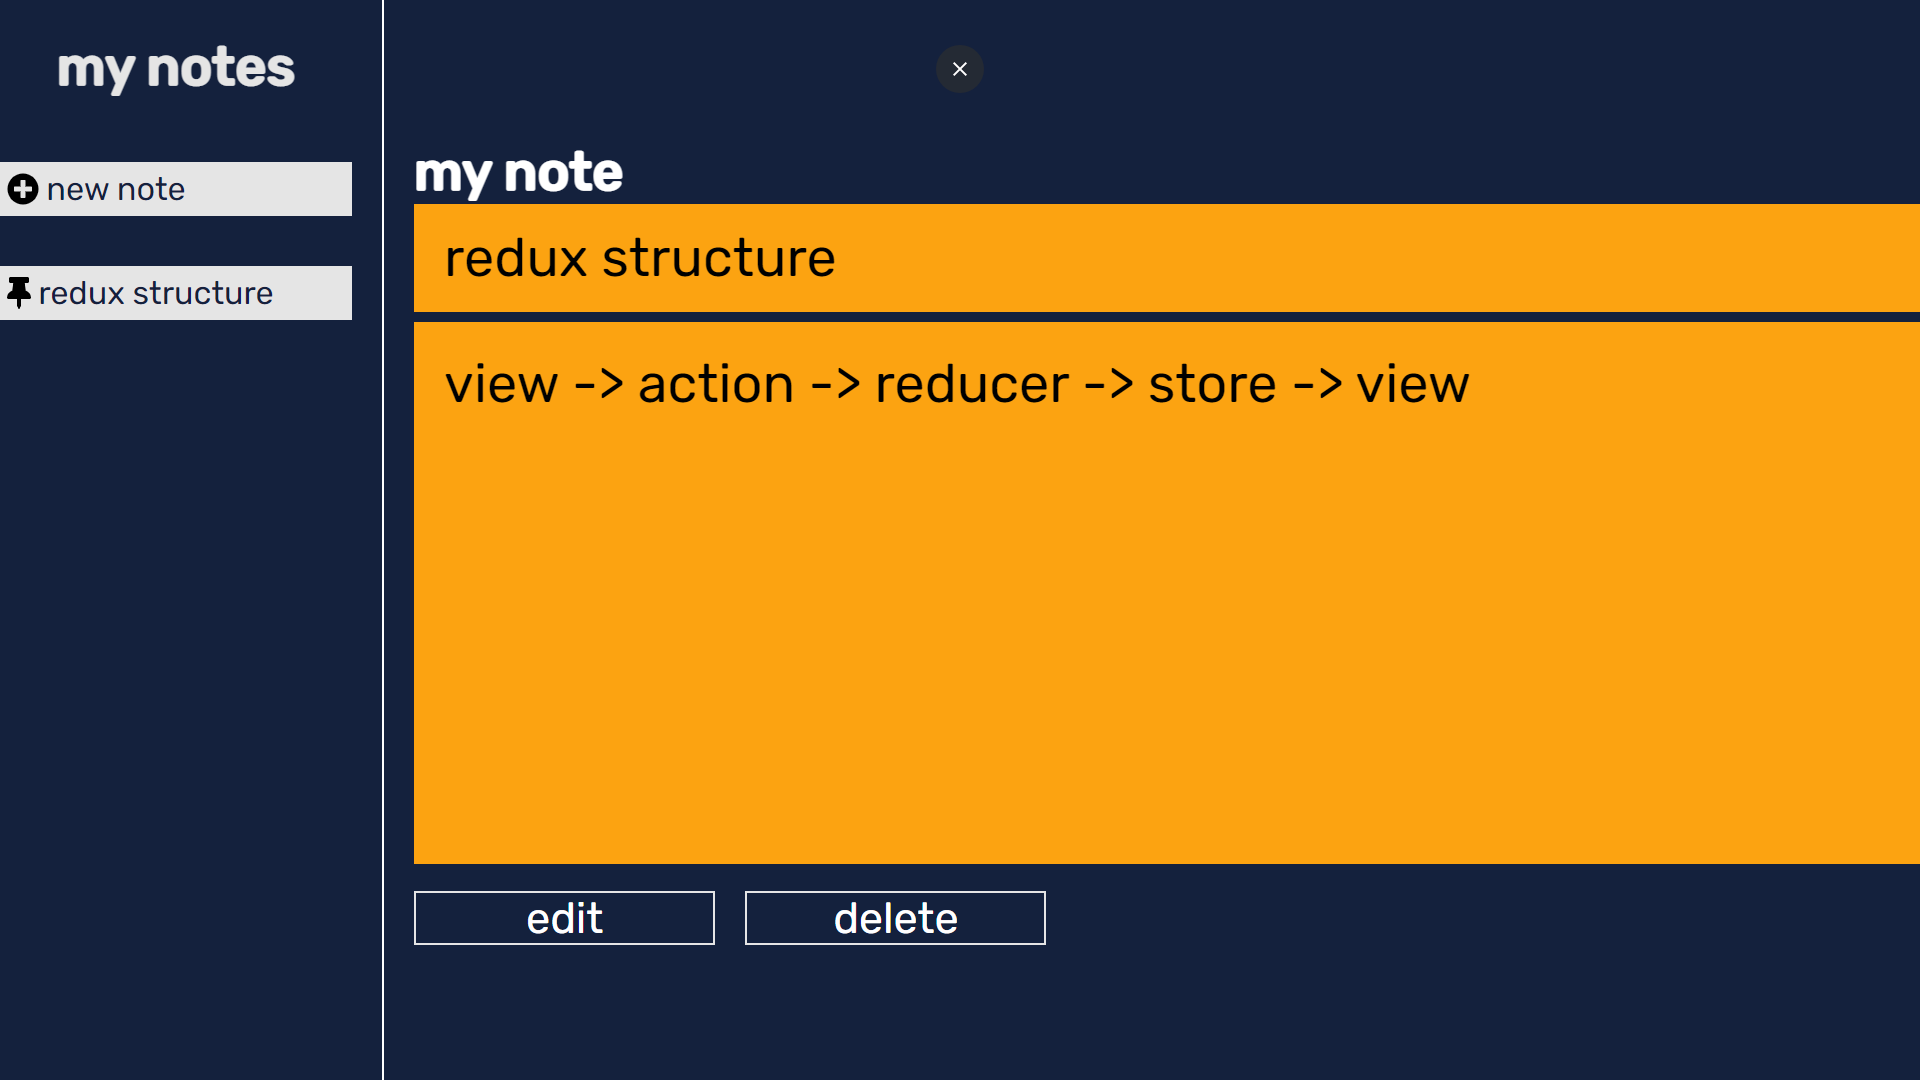 my notes
new note
redux structure
my note
redux structure
view -> action -> reducer -> store -> view
edit
delete